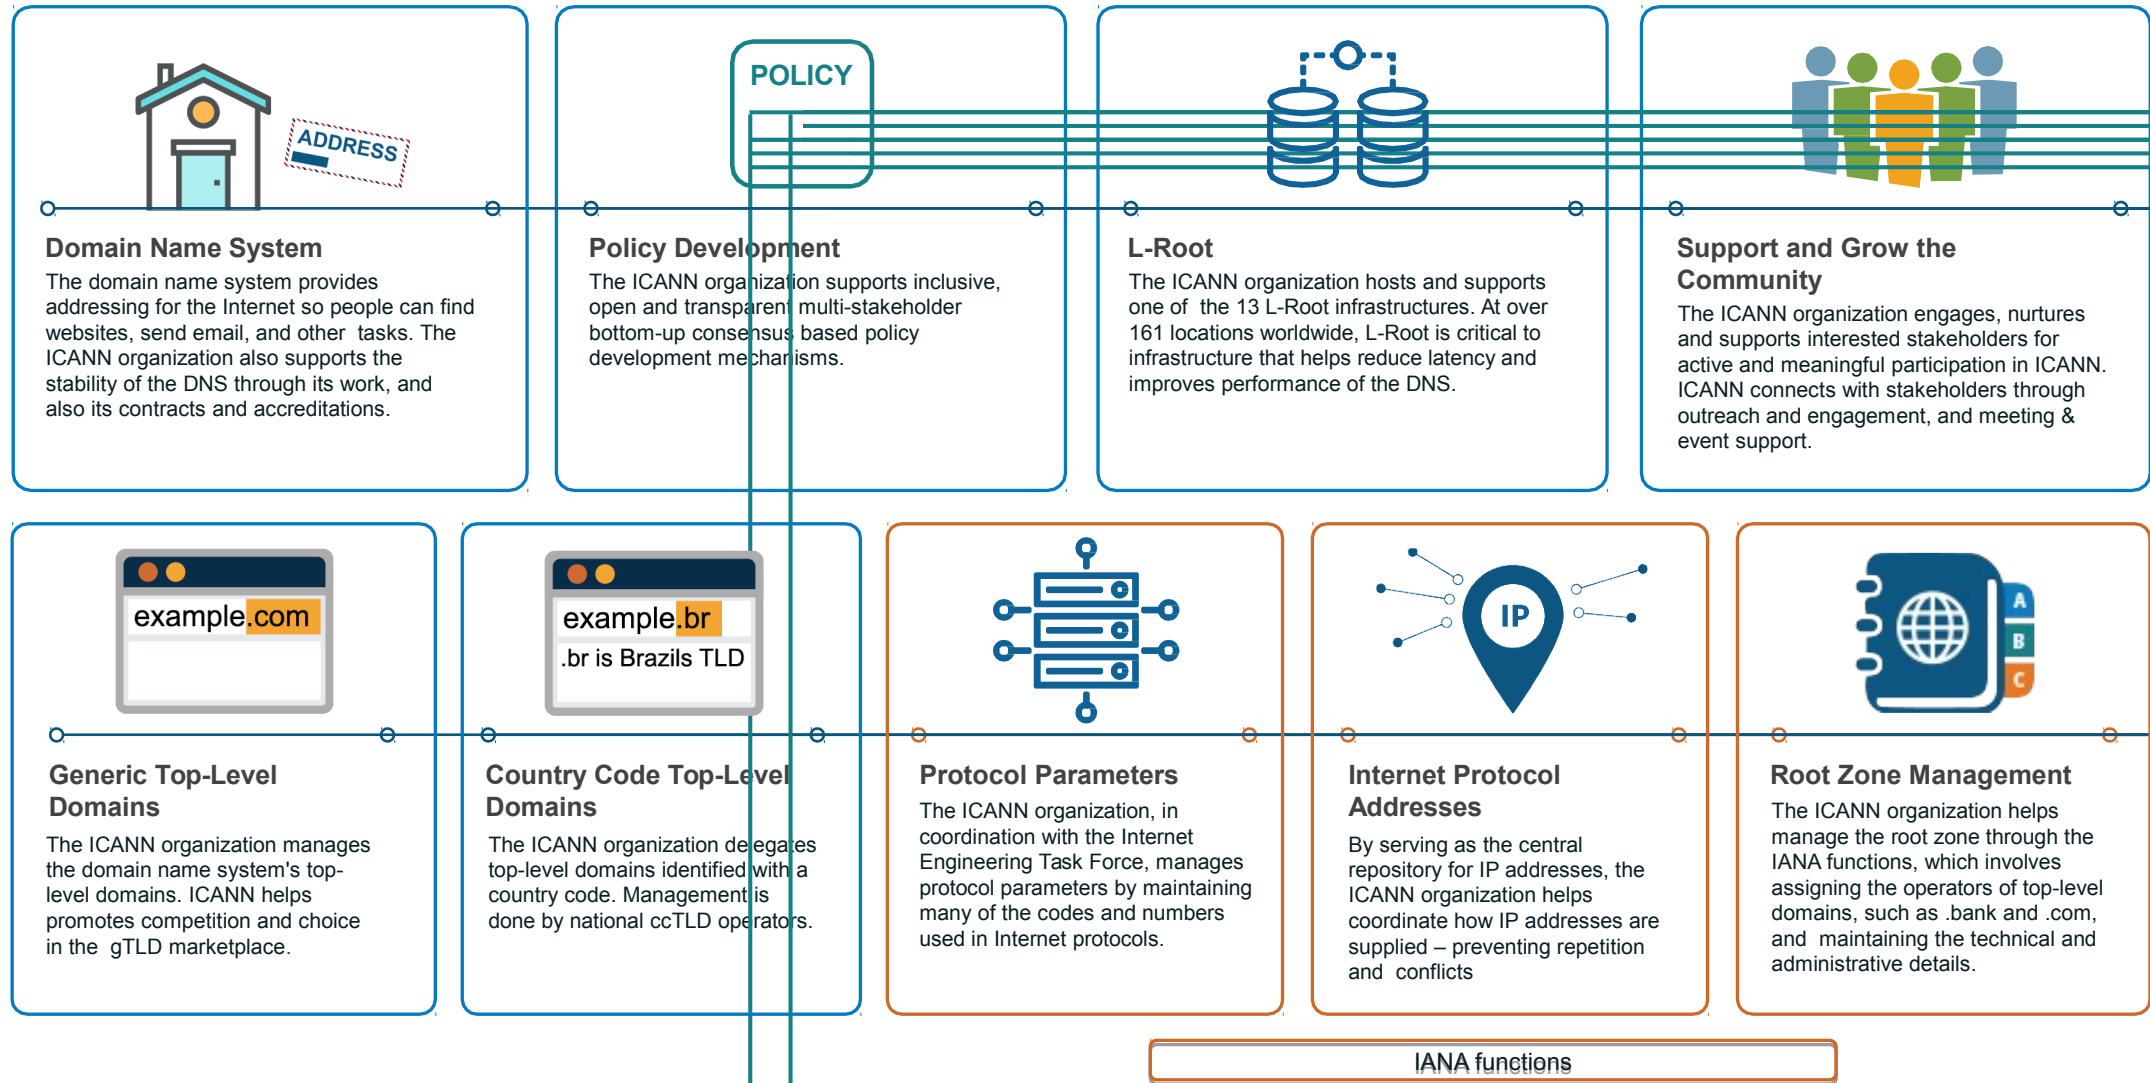 ADDRESS
Domain Name System
The domain name system provides
addressing for the Internet so people can find
websites, send email, and other  tasks. The
ICANN organization also supports the
stability of the DNS through its work, and
also its contracts and accreditations.
POLICY
Policy Development
The ICANN organization supports inclusive,
open and transparent multi-stakeholder
bottom-up consensus based policy
development mechanisms.
L-Root
The ICANN organization hosts and supports
one of  the 13 L-Root infrastructures. At over
161 locations worldwide, L-Root is critical to
infrastructure that helps reduce latency and
improves performance of the DNS.
Support and Grow the
Community
The ICANN organization engages, nurtures
and supports interested stakeholders for
active and meaningful participation in ICANN.
ICANN connects with stakeholders through
outreach and engagement, and meeting &
event support.
example.com
Generic Top-Level
Domains
The ICANN organization manages
the domain name system's top-
level domains. ICANN helps
promotes competition and choice
in the  gTLD marketplace.
example.br
.br is Brazils TLD
Country Code Top-Level
Domains
The ICANN organization delegates
top-level domains identified with a
country code. Management is
done by national ccTLD operators.
Protocol Parameters
The ICANN organization, in
coordination with the Internet
Engineering Task Force, manages
protocol parameters by maintaining
many of the codes and numbers
used in Internet protocols.
IP
Internet Protocol
Addresses
By serving as the central
repository for IP addresses, the
ICANN organization helps
coordinate how IP addresses are
supplied – preventing repetition
and  conflicts
A
B
C
Root Zone Management
The ICANN organization helps
manage the root zone through the
IANA functions, which involves
assigning the operators of top-level
domains, such as .bank and .com,
and  maintaining the technical and
administrative details.
IANA functions